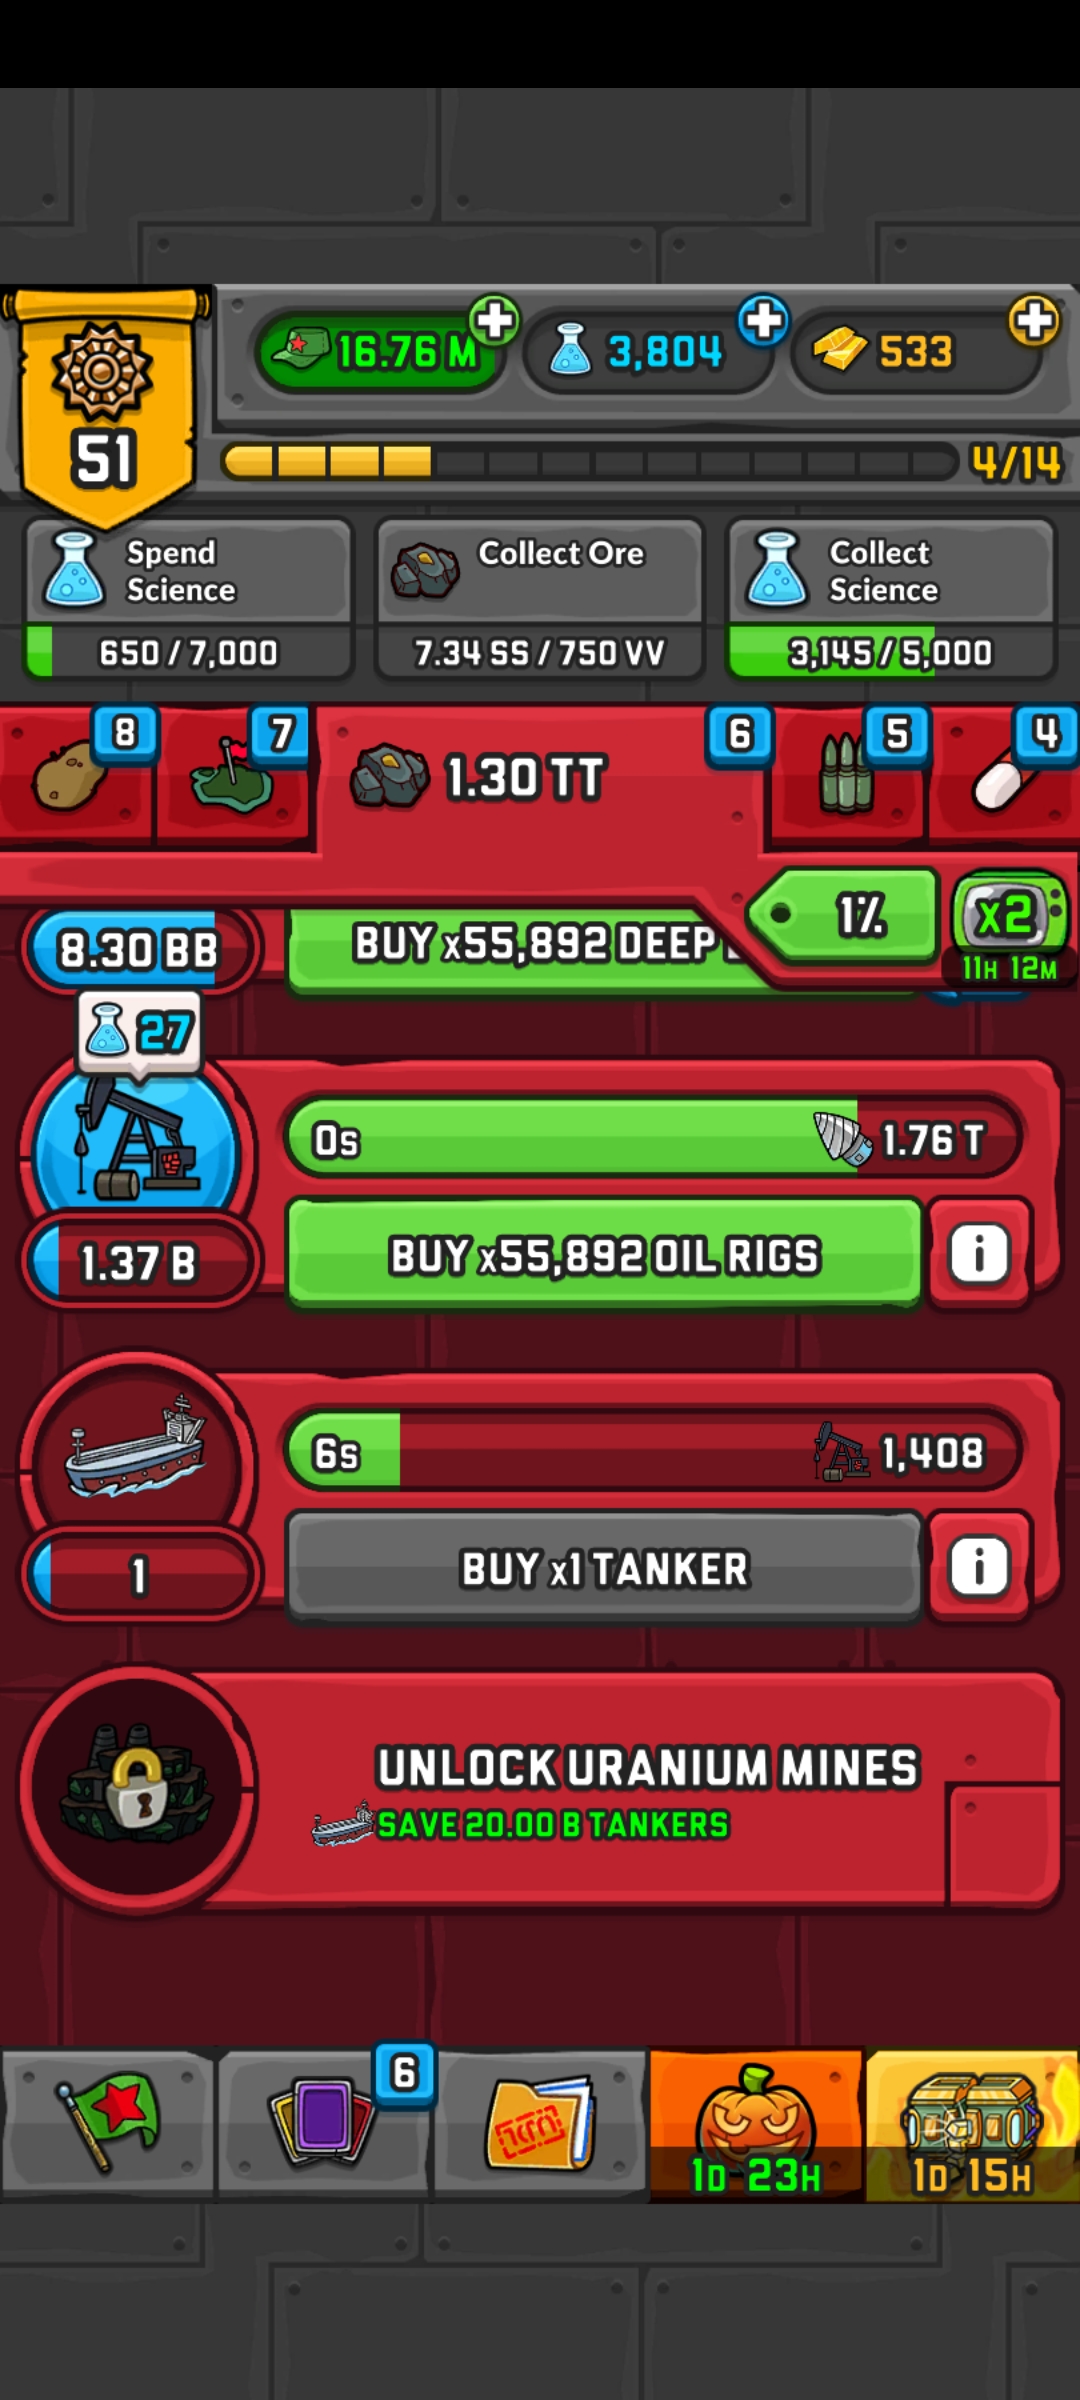 16.76 M
3,804
533
51
4/14
Spend
Science
650 / 7,000
Collect Ore
7.34 SS / 750 VV
Collect
Science
3,145 / 5,000
8
7
1.30 TT
6
5
4
1%
x2
11H 12M
8.30 BB
BUY x55,892 DEEP
27
0s
1.76 T
1.37 B
BUY x55,892 OIL RIGS
i
6s
1,408
1
BUY x1 TANKER
i
UNLOCK URANIUM MINES
SAVE 20.00 B TANKERS
6
1D 23H
1D 15H